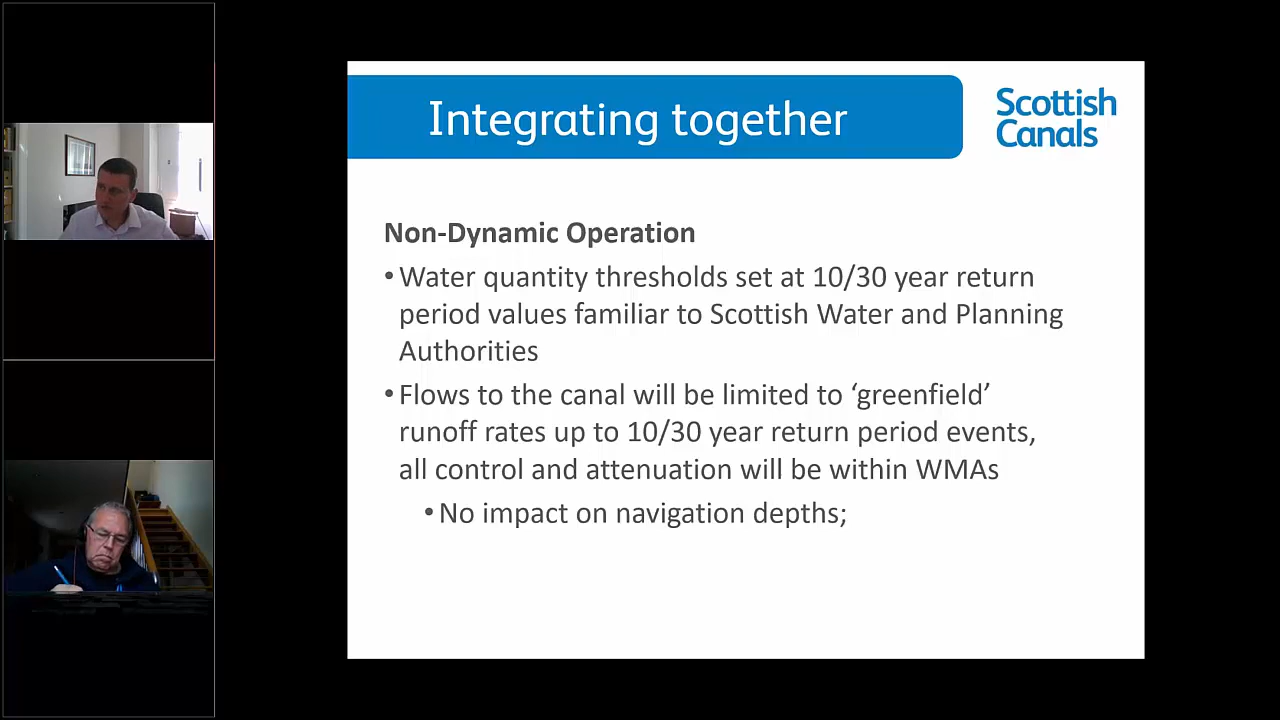 Integrating together
Scottish
Canals
Non-Dynamic Operation
•Water quantity thresholds set at 10/30 year return
period values familiar to Scottish Water and Planning
Authorities
•Flows to the canal will be limited to ‘greenfield’
runoff rates up to 10/30 year return period events,
all control and attenuation will be within WMAs
•No impact on navigation depths;